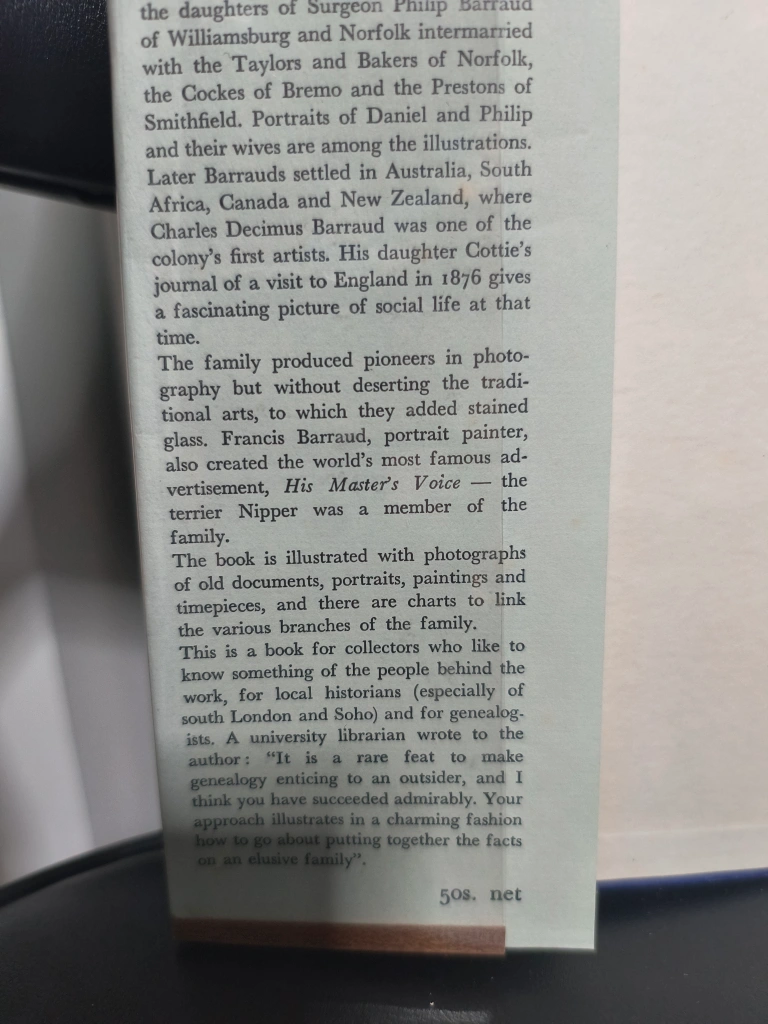 the daughters of Surgeon Philip Barraud
of Williamsburg and Norfolk intermarried
with the Taylors and Bakers of Norfolk,
the Cockes of Bremo and the Prestons of
Smithfield. Portraits of Daniel and Philip
and their wives are among the illustrations.
Later Barrauds settled in Australia, South
Africa, Canada and New Zealand, where
Charles Decimus Barraud was one of the
colony's first artists. His daughter Cottie's
journal of a visit to England in 1876 gives
a fascinating picture of social life at that
time.
The family produced pioneers in photo-
graphy but without deserting the tradi-
tional arts, to which they added stained
glass. Francis Barraud, portrait painter,
also created the world's most famous ad-
vertisement, His Master's Voice — the
terrier Nipper was a member of the
family.
The book is illustrated with photographs
of old documents, portraits, paintings and
timepieces, and there are charts to link
the various branches of the family.
This is a book for collectors who like to
know something of the people behind the
work, for local historians (especially of
south London and Soho) and for genealog-
ists. A university librarian wrote to the
author: "It is a rare feat to make
genealogy enticing to an outsider, and I
think you have succeeded admirably. Your
approach illustrates in a charming fashion
how to go about putting together the facts
on an elusive family".
50s. net